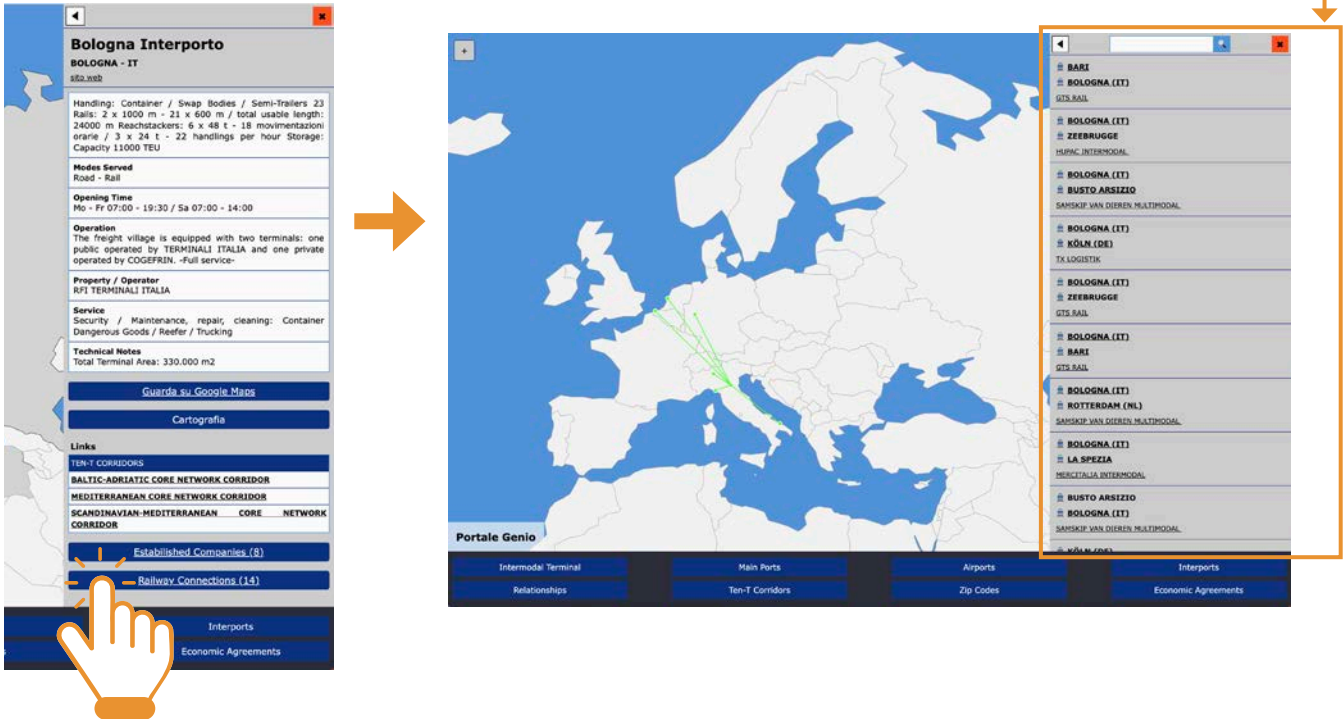 Bologna Interporto
BOLOGNA - IT
sito web
Handling: Container / Swap Bodies / Semi-Trailers 23
Rails: 2 x 1000 m - 21 x 600 m / total usable length:
24000 m Reachstackers: 6 x 48 t - 18 movimentazioni
orarie / 3 x 24 t - 22 handlings per hour Storage:
Capacity 11000 TEU
Modes Served
Road - Rail
Opening Time
Mo - Fr 07:00 - 19:30 / Sa 07:00 - 14:00
Operation
The freight village is equipped with two terminals: one
public operated by TERMINALI ITALIA and one private
operated by COGEFRIN. -Full service-
Property / Operator
RFI TERMINALI ITALIA
Service
Security / Maintenance, repair, cleaning: Container
Dangerous Goods / Reefer / Trucking
Technical Notes
Total Terminal Area: 330.000 m2
Guarda su Google Maps
Cartografia
Links
TEN-T CORRIDORS
BALTIC-ADRIATIC CORE NETWORK CORRIDOR
MEDITERRANEAN CORE NETWORK CORRIDOR
SCANDINAVIAN-MEDITERRANEAN CORE NETWORK
CORRIDOR
Estabilished Companies (8)
Railway Connections (14)
Interports
Economic Agreements
+
BARI
BOLOGNA (IT)
GTS RAIL
BOLOGNA (IT)
ZEEBRUGGE
HUPAC INTERMODAL
BOLOGNA (IT)
BUSTO ARSIZIO
SAMSKIP VAN DIEREN MULTIMODAL
BOLOGNA (IT)
KÖLN (DE)
TX LOGISTIK
BOLOGNA (IT)
ZEEBRUGGE
GTS RAIL
BOLOGNA (IT)
BARI
GTS RAIL
BOLOGNA (IT)
ROTTERDAM (NL)
SAMSKIP VAN DIEREN MULTIMODAL
BOLOGNA (IT)
LA SPEZIA
MERCITALIA INTERMODAL
BUSTO ARSIZIO
BOLOGNA (IT)
SAMSKIP VAN DIEREN MULTIMODAL
KÖLN (DE)
Portale Genio
Intermodal Terminal
Main Ports
Airports
Interports
Relationships
Ten-T Corridors
Zip Codes
Economic Agreements